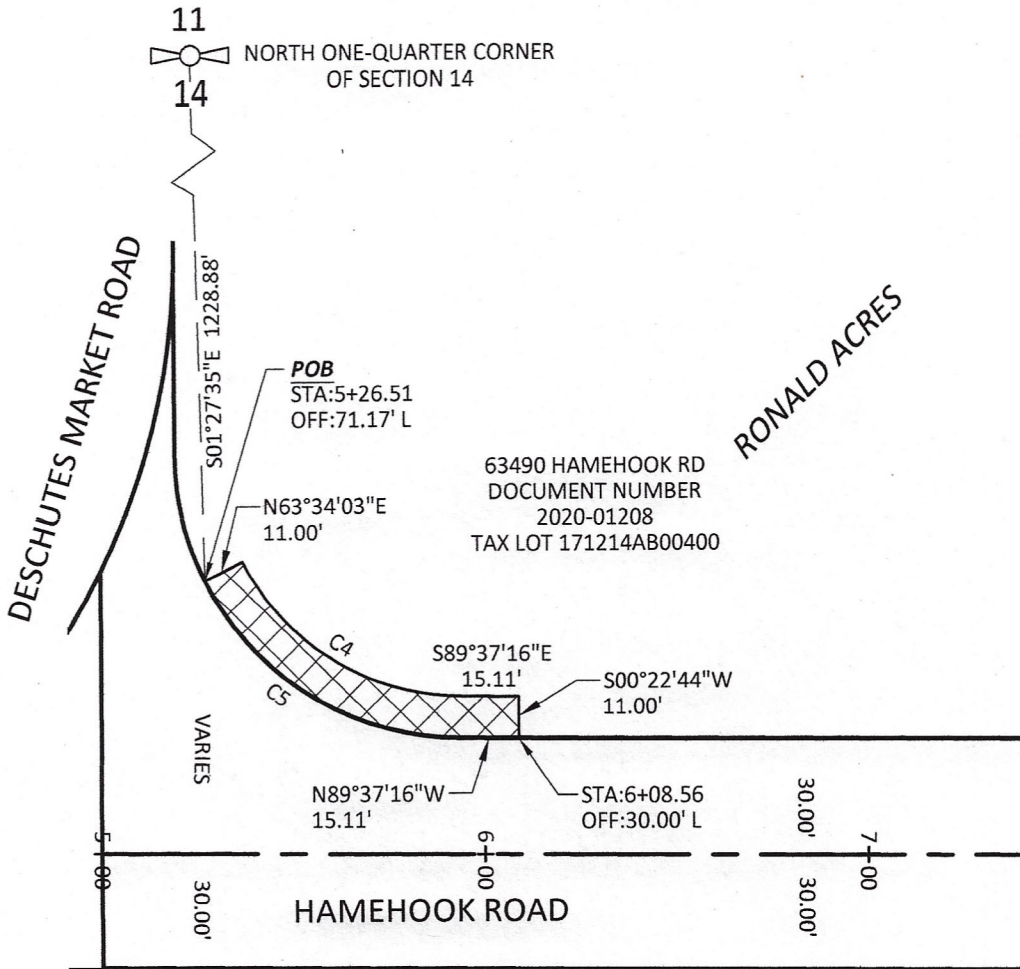 11
NORTH ONE-QUARTER CORNER
OF SECTION 14
14
DESCHUTES MARKET ROAD
S01°27'35"E 1228.88'
POB
STA:5+26.51
OFF:71.17' L
RONALD ACRES
63490 HAMEHOOK RD
DOCUMENT NUMBER
2020-01208
TAX LOT 171214AB00400
N63°34'03"E
11.00'
C4
S89°37'16"E
15.11'
S00°22'44"W
11.00'
C5
VARIES
N89°37'16"W
15.11'
STA:6+08.56
OFF:30.00' L
30.00'
5+00
6+00
7+00
30.00'
30.00'
HAMEHOOK ROAD